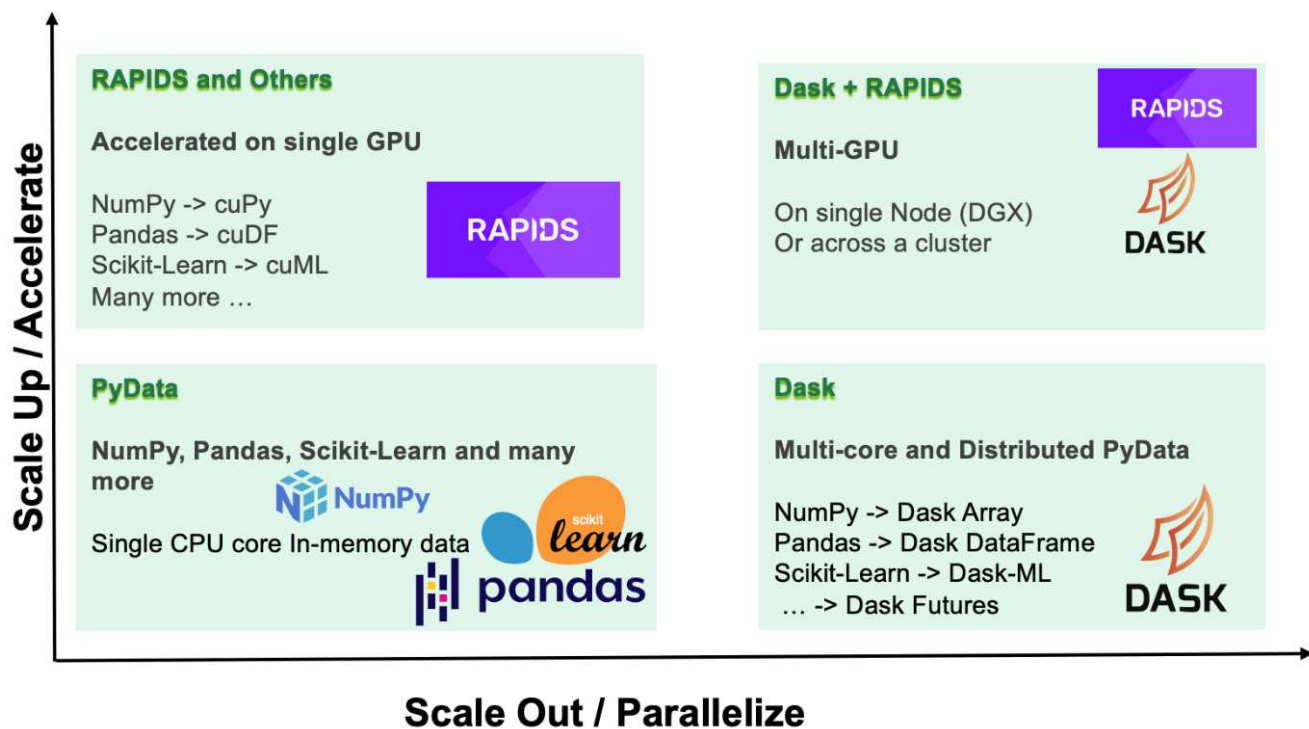 Scale Up / Accelerate
RAPIDS and Others
Accelerated on single GPU
NumPy -> cuPy
Pandas -> cuDF
Scikit-Learn -> cuML
Many more …
RAPIDS
Dask + RAPIDS
Multi-GPU
On single Node (DGX)
Or across a cluster
RAPIDS
DASK
PyData
NumPy, Pandas, Scikit-Learn and many
more
NumPy
Single CPU core In-memory data
scikit
learn
pandas
Dask
Multi-core and Distributed PyData
NumPy -> Dask Array
Pandas -> Dask DataFrame
Scikit-Learn -> Dask-ML
… -> Dask Futures
DASK
Scale Out / Parallelize